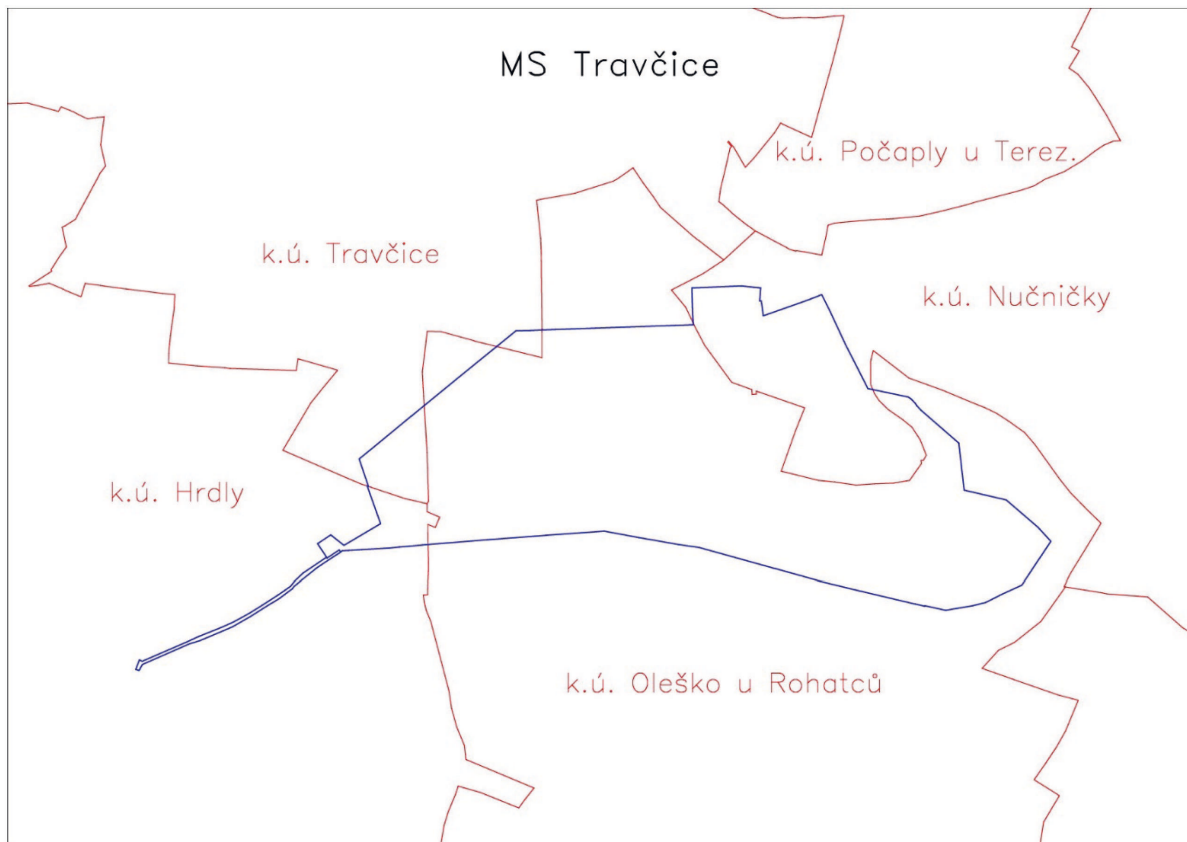 MS Travčice
k.ú. Počaply u Terez.
k.ú. Travčice
k.ú. Nučničky
k.ú. Hrdly
k.ú. Oleško u Rohatců